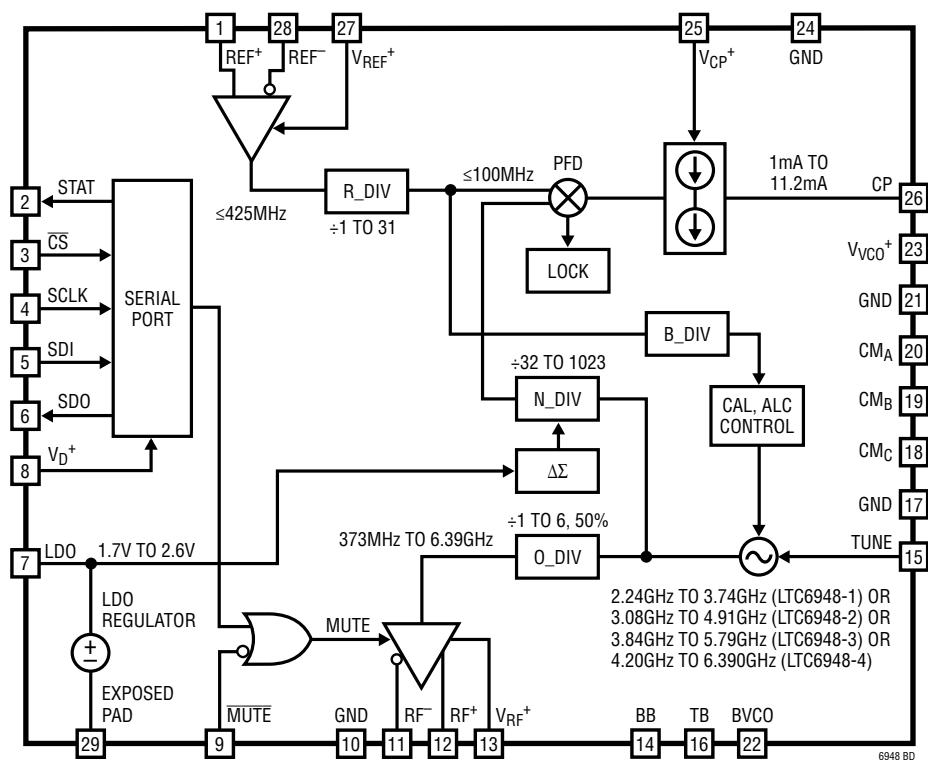 1
28
27
25
24
REF+
REF–
VREF+
VCP+
GND
≤425MHz
R_DIV
÷1 TO 31
≤100MHz
PFD
LOCK
1mA TO
11.2mA
CP
26
2
STAT
3
CS
4
SCLK
5
SDI
6
SDO
8
VD+
SERIAL
PORT
VVCO+
23
GND
21
CMA
20
CMB
19
CMC
18
GND
17
TUNE
15
B_DIV
CAL, ALC
CONTROL
÷32 TO 1023
N_DIV
ΔΣ
÷1 TO 6, 50%
O_DIV
373MHz TO 6.39GHz
7
LDO
1.7V TO 2.6V
LDO
REGULATOR
+
–
EXPOSED
PAD
29
2.24GHz TO 3.74GHz (LTC6948-1) OR
3.08GHz TO 4.91GHz (LTC6948-2) OR
3.84GHz TO 5.79GHz (LTC6948-3) OR
4.20GHz TO 6.390GHz (LTC6948-4)
MUTE
MUTE
9
GND
10
RF–
11
RF+
12
VRF+
13
BB
14
TB
16
BVCO
22
6948 BD